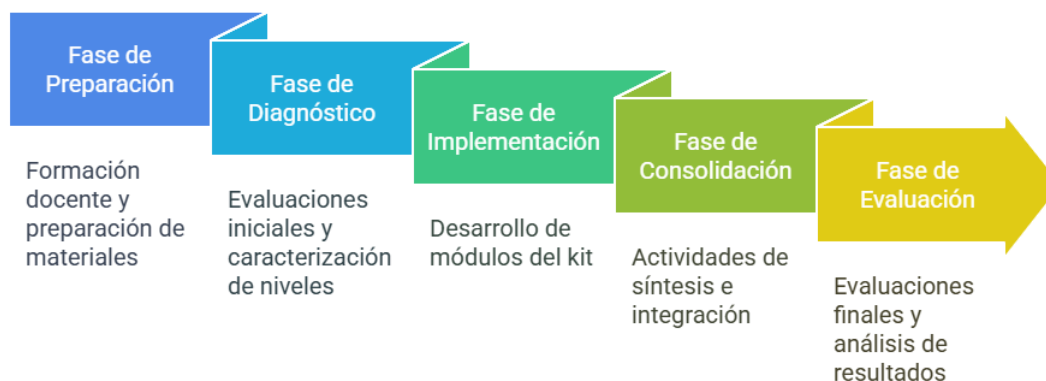 Fase de
Preparación
Formación
docente y
preparación de
materiales
Fase de
Diagnóstico
Evaluaciones
iniciales y
caracterización
de niveles
Fase de
Implementación
Desarrollo de
módulos del kit
Fase de
Consolidación
Actividades de
síntesis e
integración
Fase de
Evaluación
Evaluaciones
finales y
análisis de
resultados